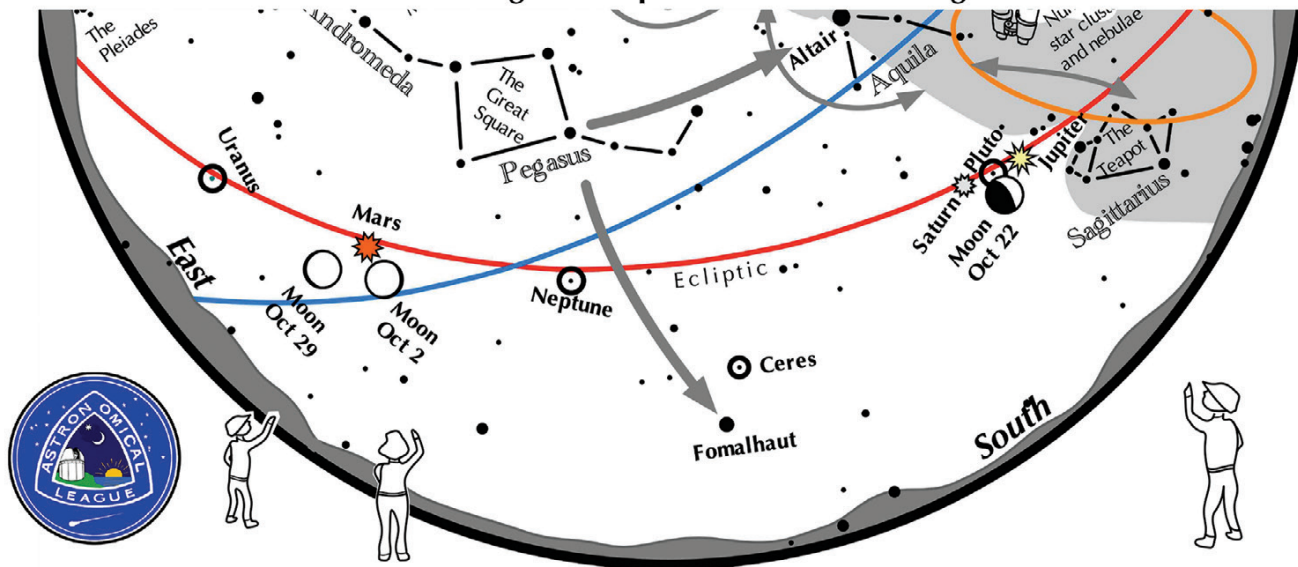 The
Pleiades
Andromeda
The
Great
Square
Pegasus
Altair
Aquila
star clus
and nebulae
Uranus
Mars
East
Moon
Oct 29
Moon
Oct 2
Neptune
Ecliptic
Saturn
Pluto
Jupiter
Moon
Oct 22
The
Teapot
Sagittarius
Ceres
Fomalhaut
South
ASTRONOMICAL
LEAGUE